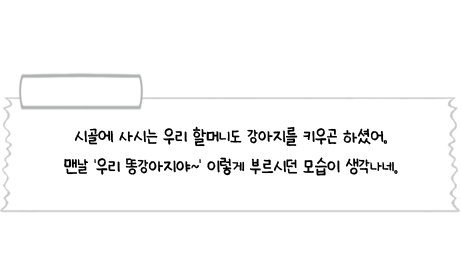 시골에 사시는 우리 할머니도 강아지를 키우곤 하셨어.
맨날 '우리 똥강아지야~' 이렇게 부르시던 모습이 생각나네.